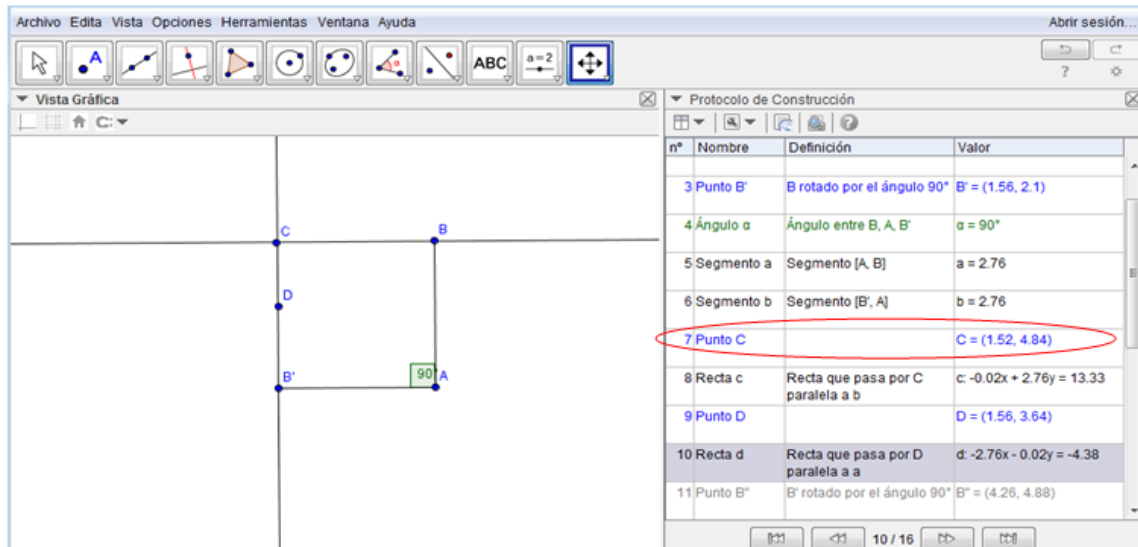 Archivo Edita Vista Opciones Herramientas Ventana Ayuda
Abrir sesión...
ABC
a=2
?
Vista Gráfica
Protocolo de Construcción
nº Nombre Definición Valor
3 Punto B' B rotado por el ángulo 90° B' = (1.56, 2.1)
4 Ángulo α Ángulo entre B, A, B' α = 90°
5 Segmento a Segmento [A, B] a = 2.76
6 Segmento b Segmento [B', A] b = 2.76
7 Punto C C = (1.52, 4.84)
8 Recta c Recta que pasa por C c: -0.02x + 2.76y = 13.33
paralela a b
9 Punto D D = (1.56, 3.64)
10 Recta d Recta que pasa por D d: -2.76x - 0.02y = -4.38
paralela a a
11 Punto B'' B' rotado por el ángulo 90° B'' = (4.26, 4.88)
10 / 16
C
B
D
B'
90°
A